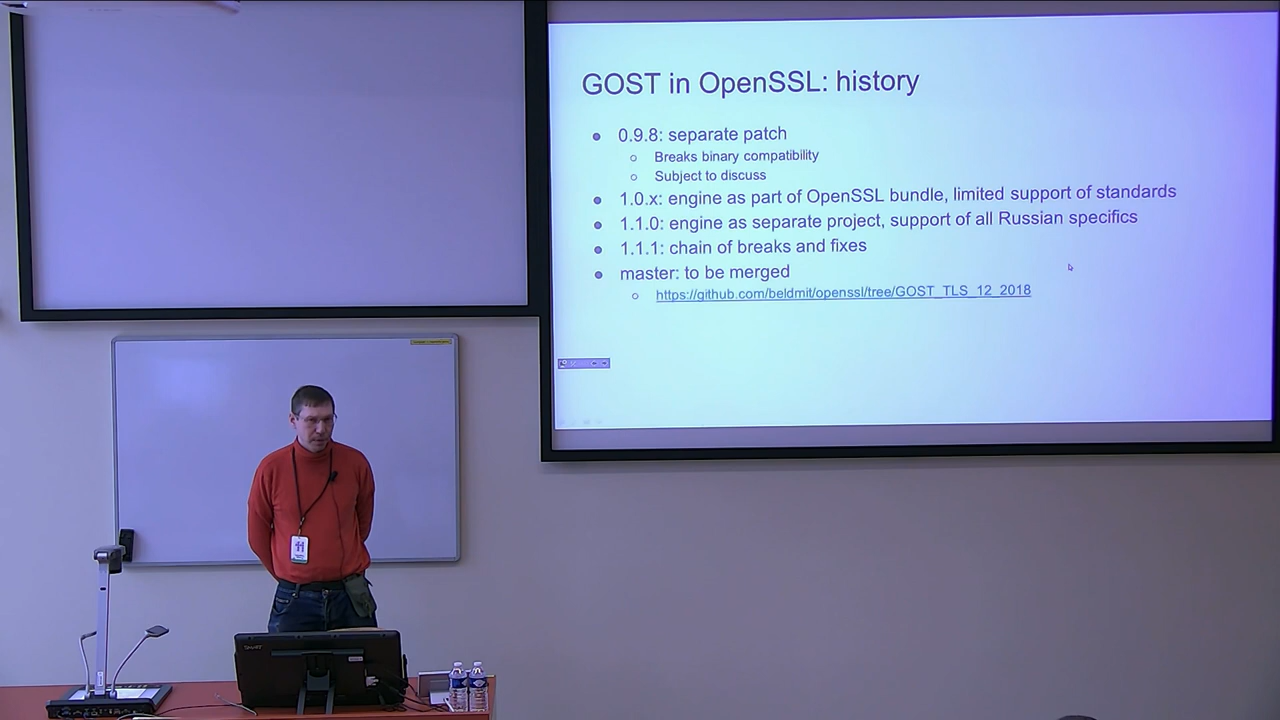 GOST in OpenSSL: history
0.9.8: separate patch
Breaks binary compatibility
Subject to discuss
1.0.x: engine as part of OpenSSL bundle, limited support of standards
1.1.0: engine as separate project, support of all Russian specifics
1.1.1: chain of breaks and fixes
master: to be merged
https://github.com/beldmit/openssl/tree/GOST_TLS_12_2018